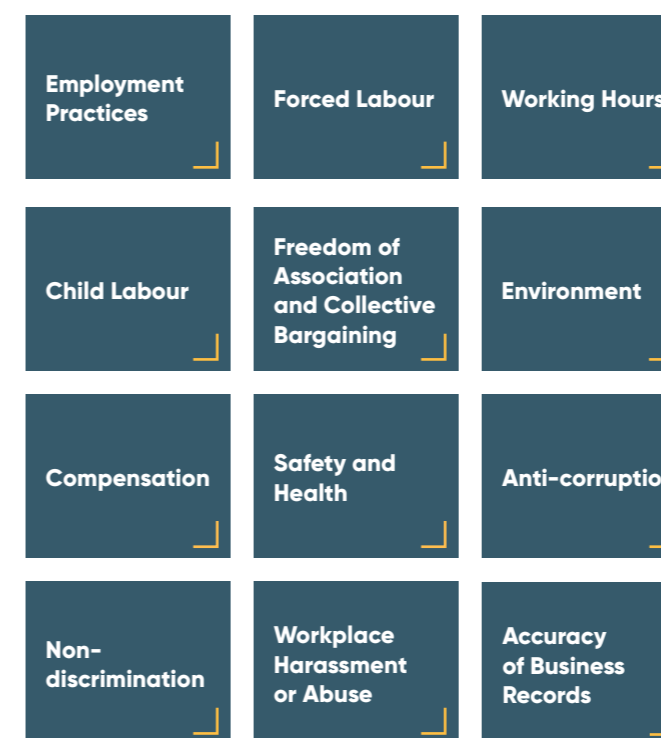 Employment
Practices
Forced Labour
Working Hours
Child Labour
Freedom of
Association
and Collective
Bargaining
Environment
Compensation
Safety and
Health
Anti-corruptio
Non-
discrimination
Workplace
Harassment
or Abuse
Accuracy
of Business
Records